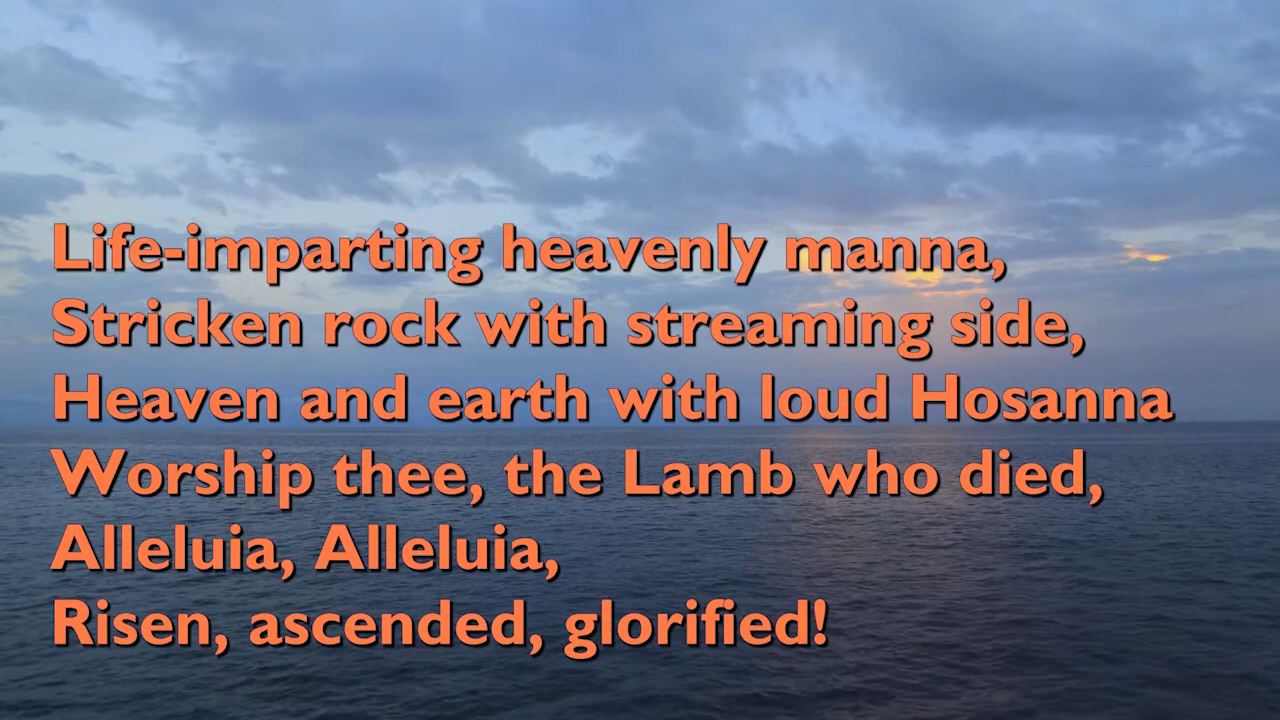 Life-imparting heavenly manna,
Stricken rock with streaming side,
Heaven and earth with loud Hosanna
Worship thee, the Lamb who died,
Alleluia, Alleluia,
Risen, ascended, glorified!